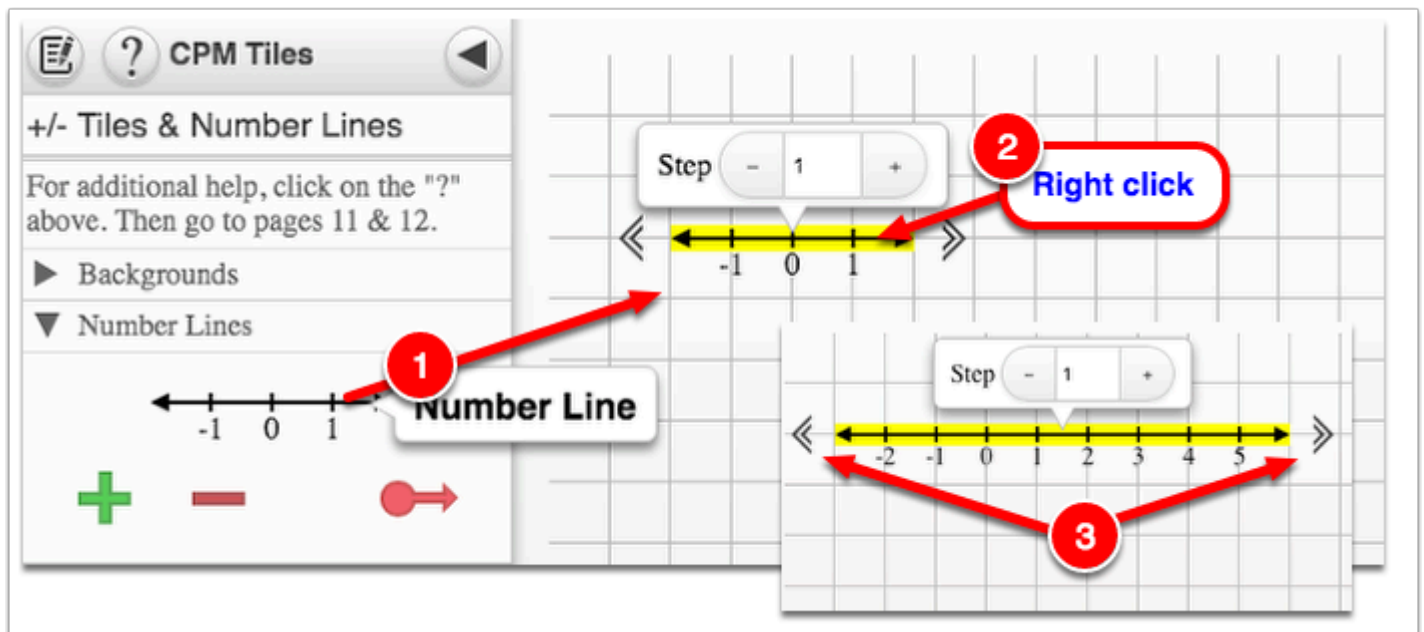 CPM Tiles
+/- Tiles & Number Lines
For additional help, click on the "?"
above. Then go to pages 11 & 12.
Backgrounds
Number Lines
-1 0 1
Number Line
1
Step - 1 +
2
Right click
-1 0 1
Step - 1 +
-2 -1 0 1 2 3 4 5
3